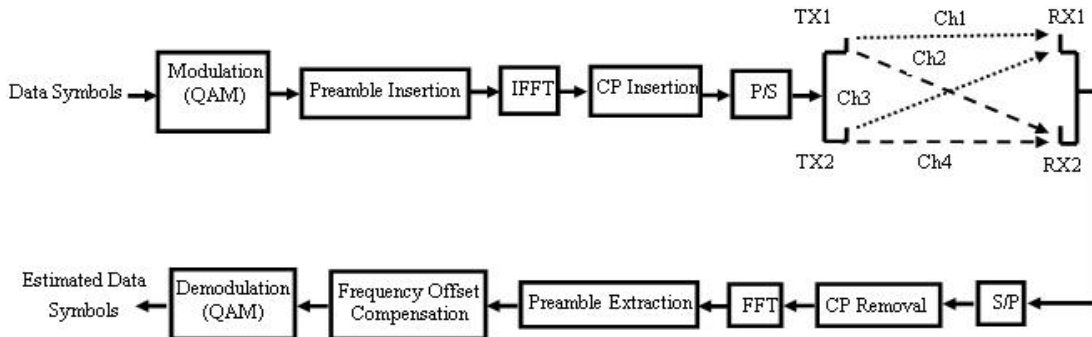 TX1
Ch1
RX1
Data Symbols
Modulation
(QAM)
Preamble Insertion
IFFT
CP Insertion
P/S
Ch2
Ch3
TX2
Ch4
RX2
Estimated Data
Symbols
Demodulation
(QAM)
Frequency Offset
Compensation
Preamble Extraction
FFT
CP Removal
S/P